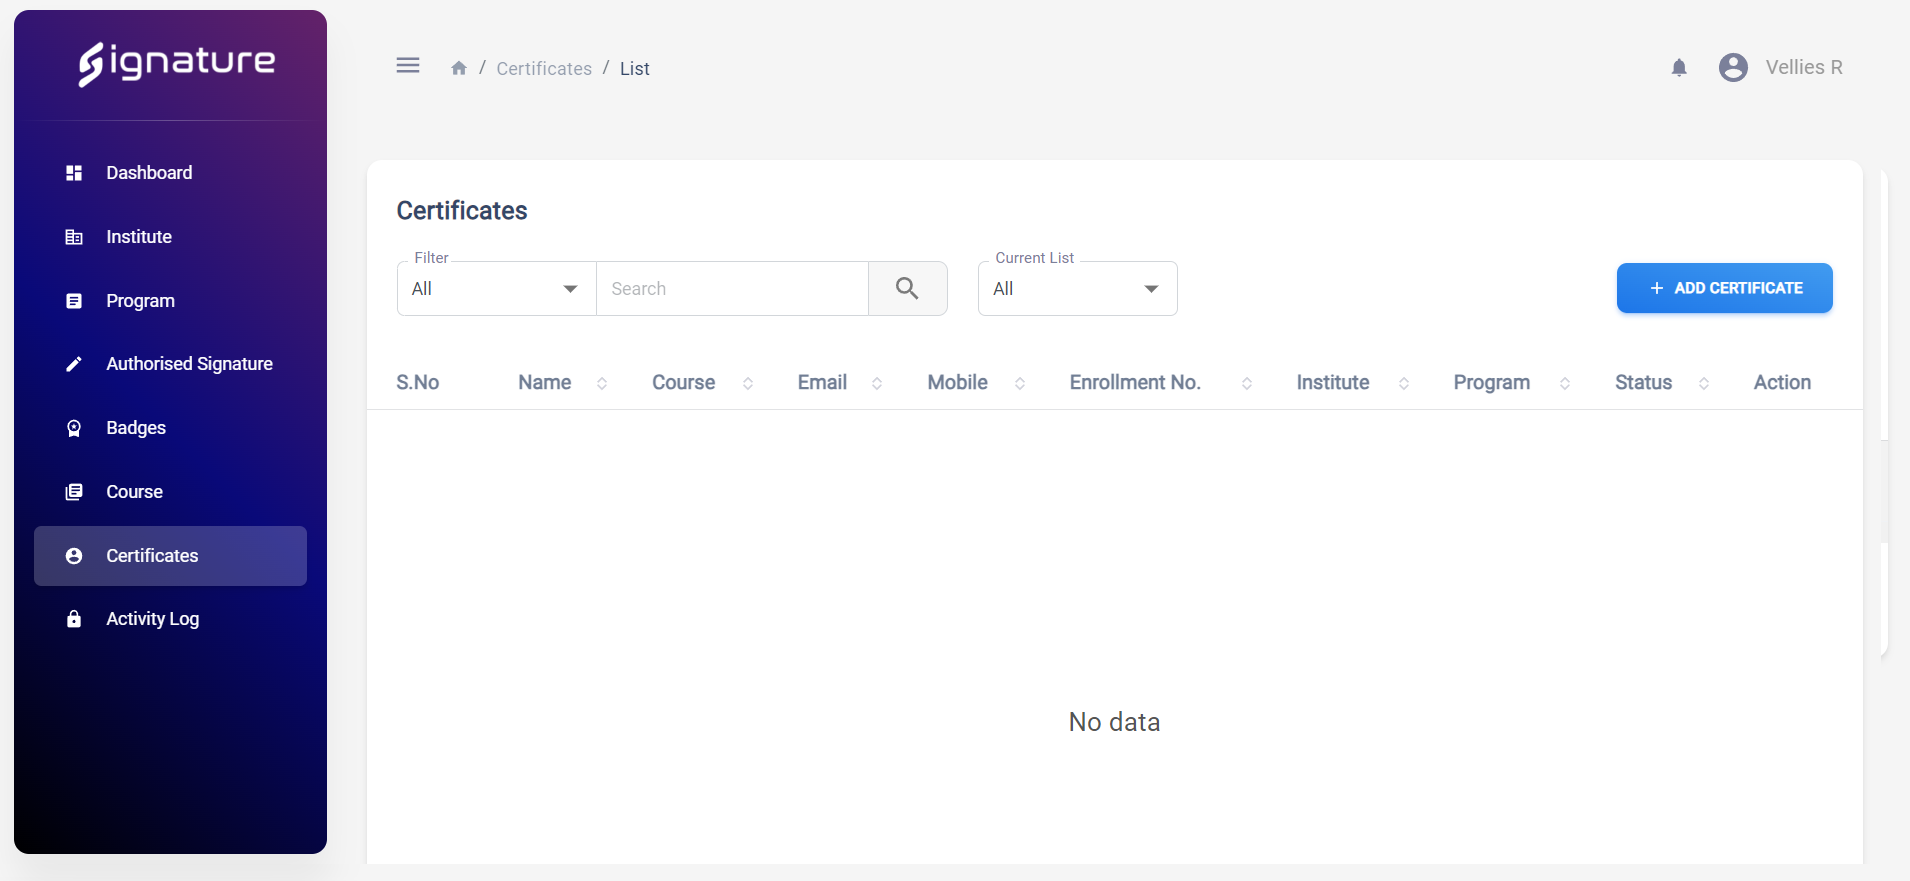 Signature
Dashboard
Institute
Program
Authorised Signature
Badges
Course
Certificates
Activity Log
/ Certificates / List
Vellies R
Certificates
Filter
All
Search
Current List
All
+ ADD CERTIFICATE
S.No Name Course Email Mobile Enrollment No. Institute Program Status Action
No data